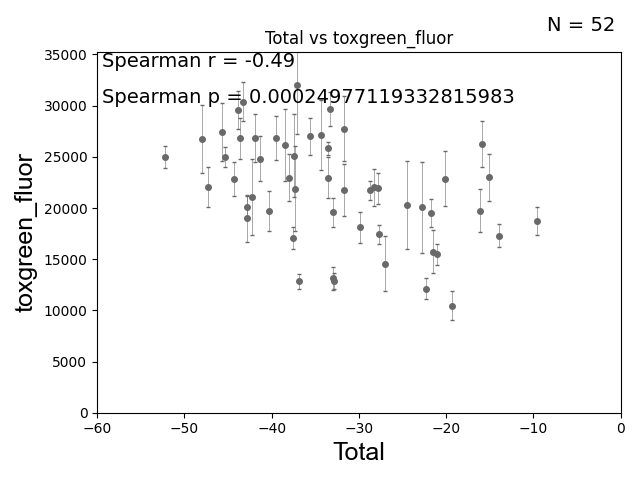 N = 52
Total vs toxgreen_fluor
Spearman r = -0.49
Spearman p = 0.00024977119332815983
toxgreen_fluor
35000
30000
25000
20000
15000
10000
5000
0
−60 −50 −40 −30 −20 −10 0
Total